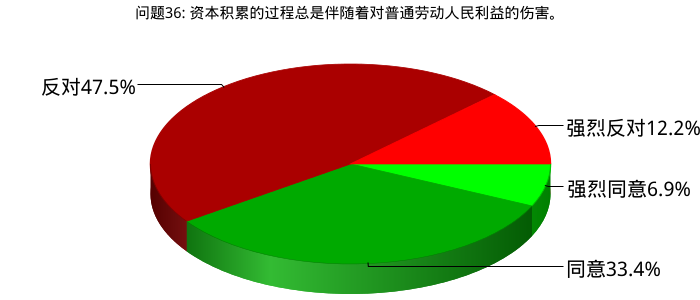 问题36: 资本积累的过程总是伴随着对普通劳动人民利益的伤害。
反对47.5%
强烈反对12.2%
强烈同意6.9%
同意33.4%